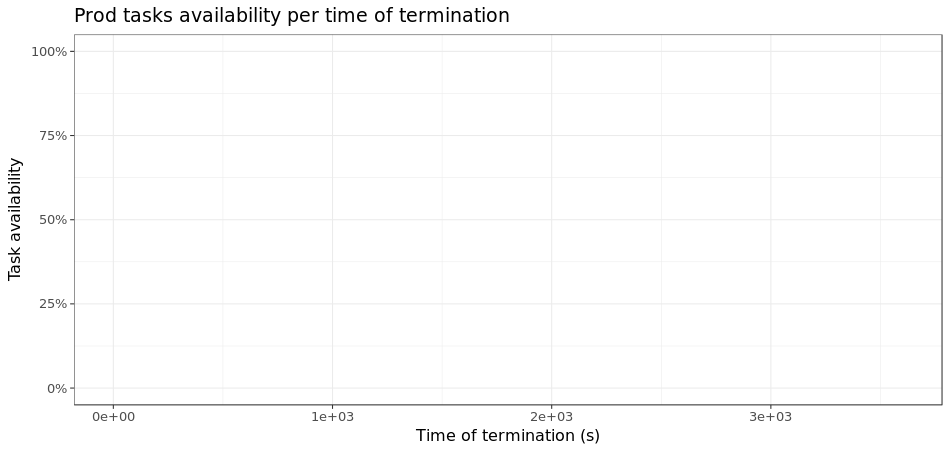 Prod tasks availability per time of termination
100%
75%
50%
25%
0%
Task availability
0e+00 1e+03 2e+03 3e+03
Time of termination (s)